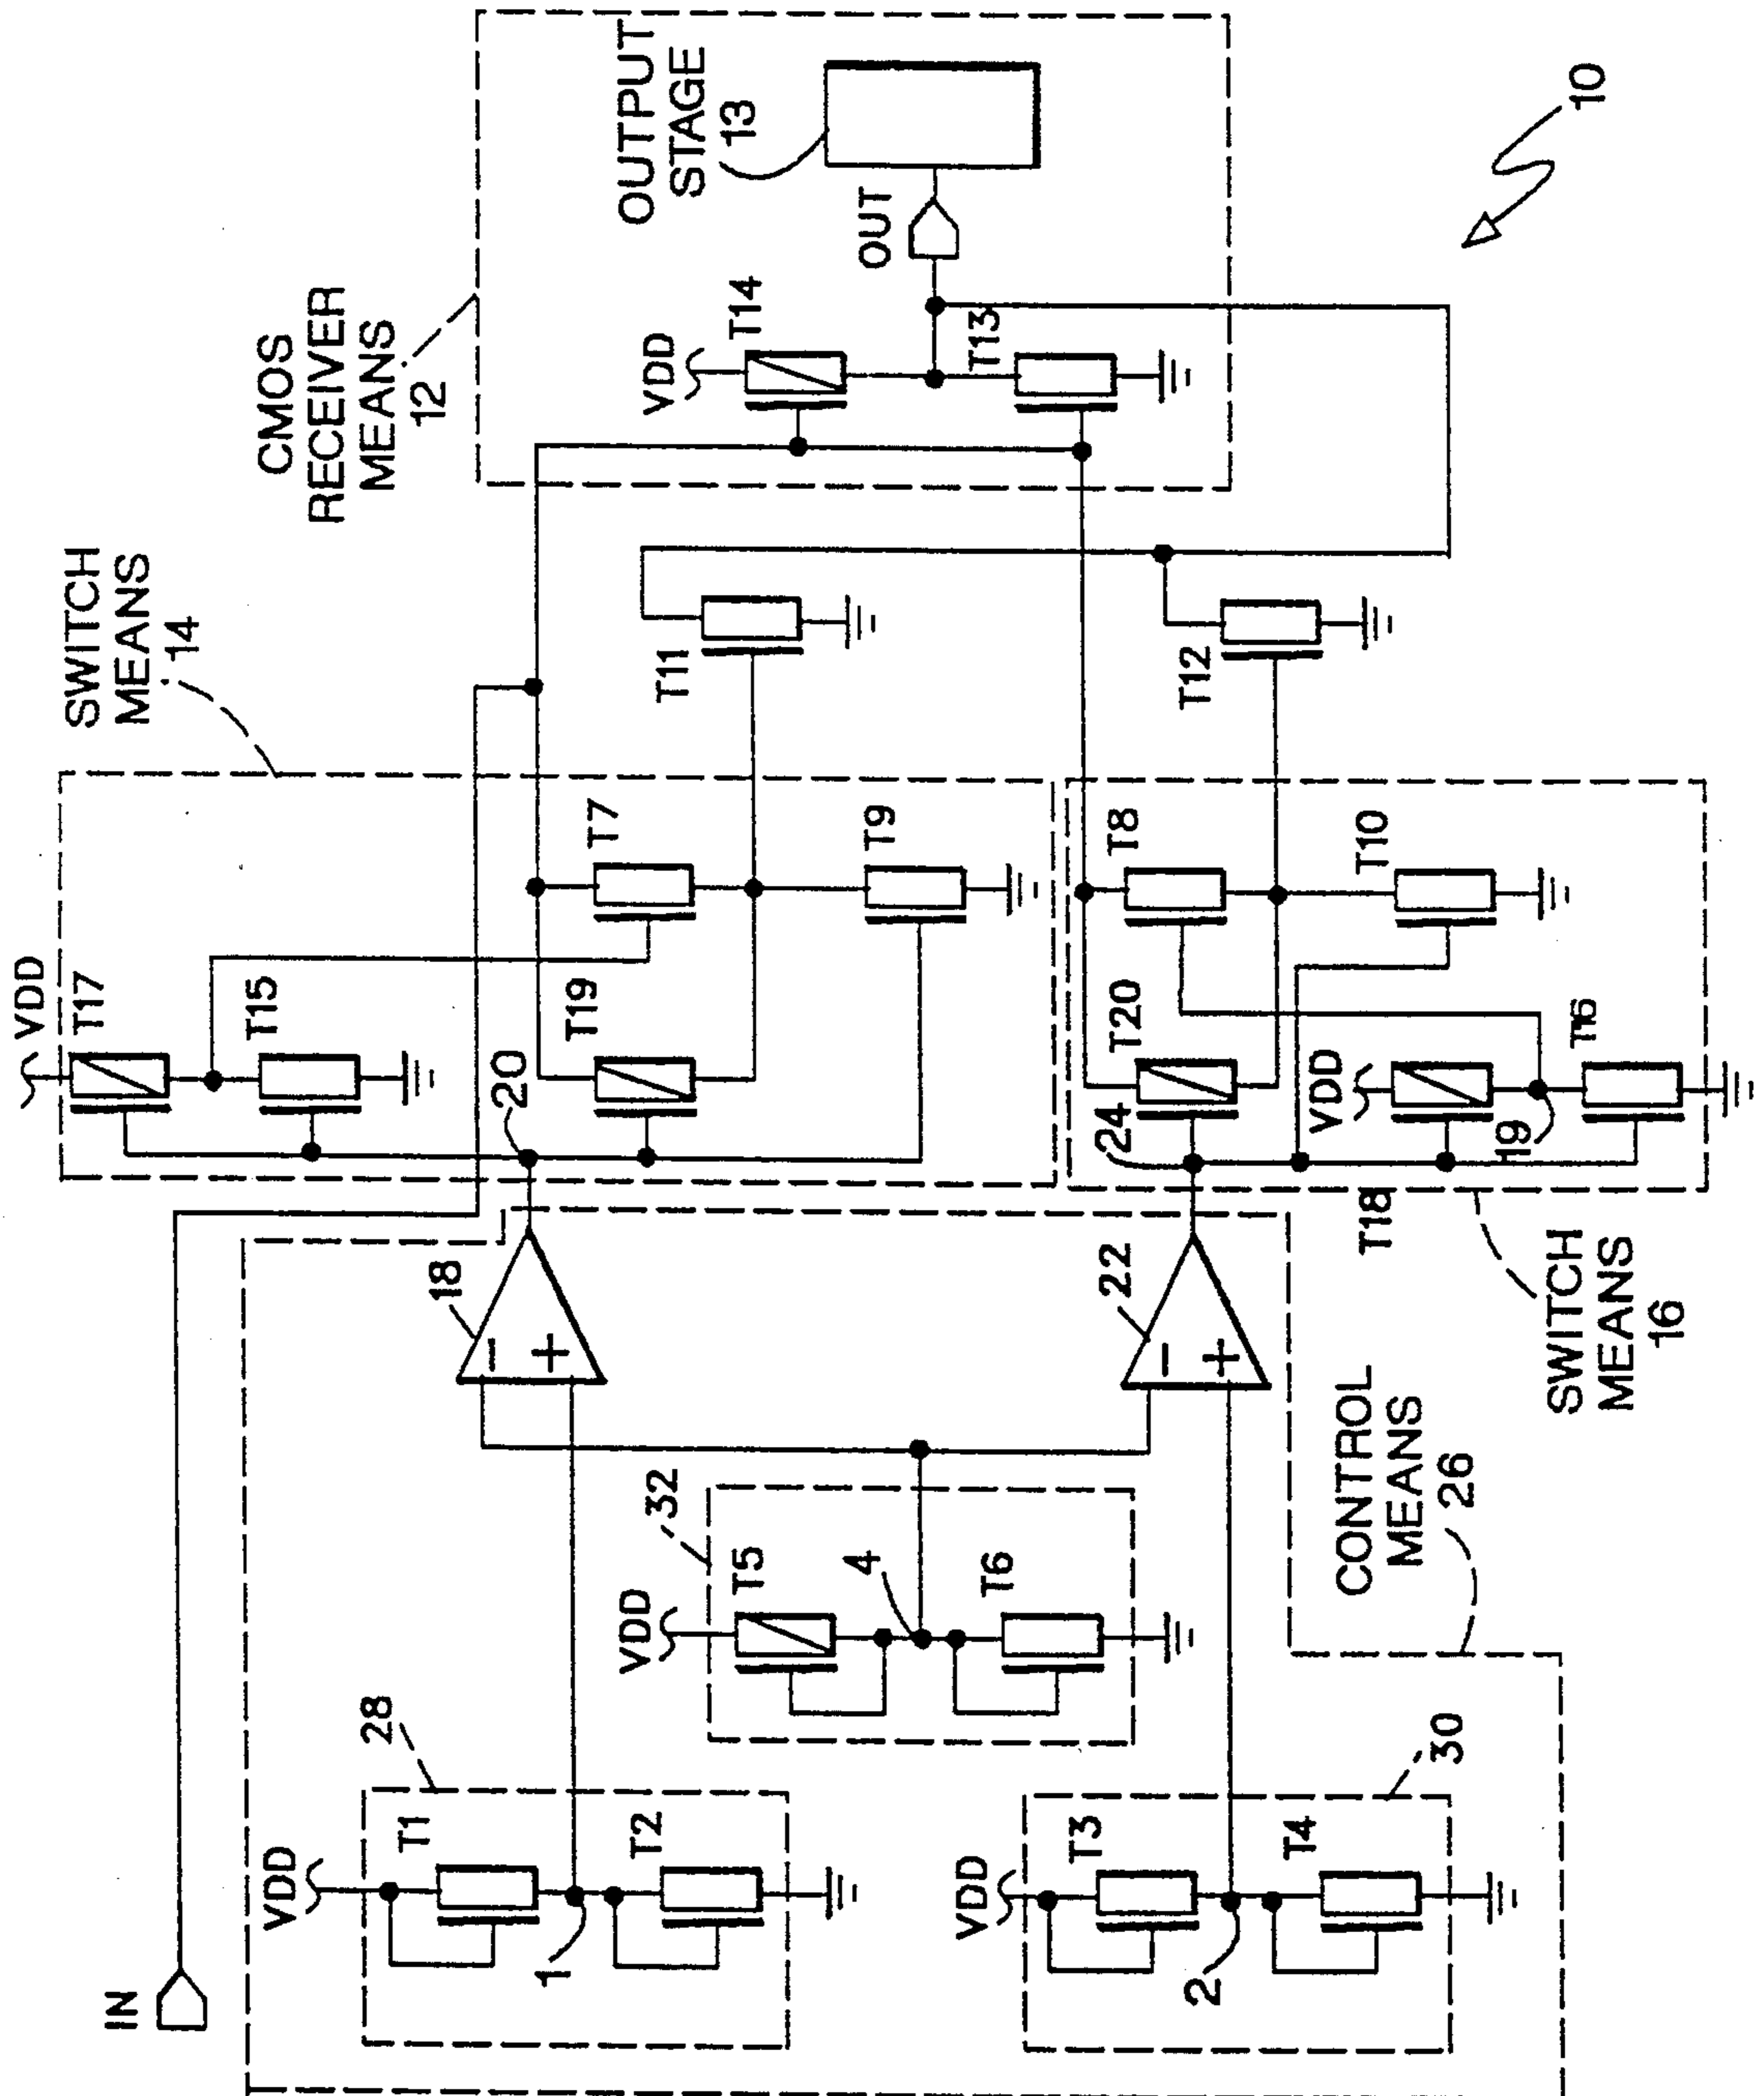 IN
VDD
T1
28
1
T2
VDD
T3
30
2
T4
VDD
T5
32
4
T6
CONTROL
MEANS
26
18
−
+
22
−
+
SWITCH
MEANS
14
VDD
T17
T15
20
T19
T7
T9
T11
24
T20
T8
T10
T12
VDD
T18
19
T16
SWITCH
MEANS
16
CMOS
RECEIVER
MEANS
12
VDD
T14
T13
OUT
OUTPUT
STAGE
13
10